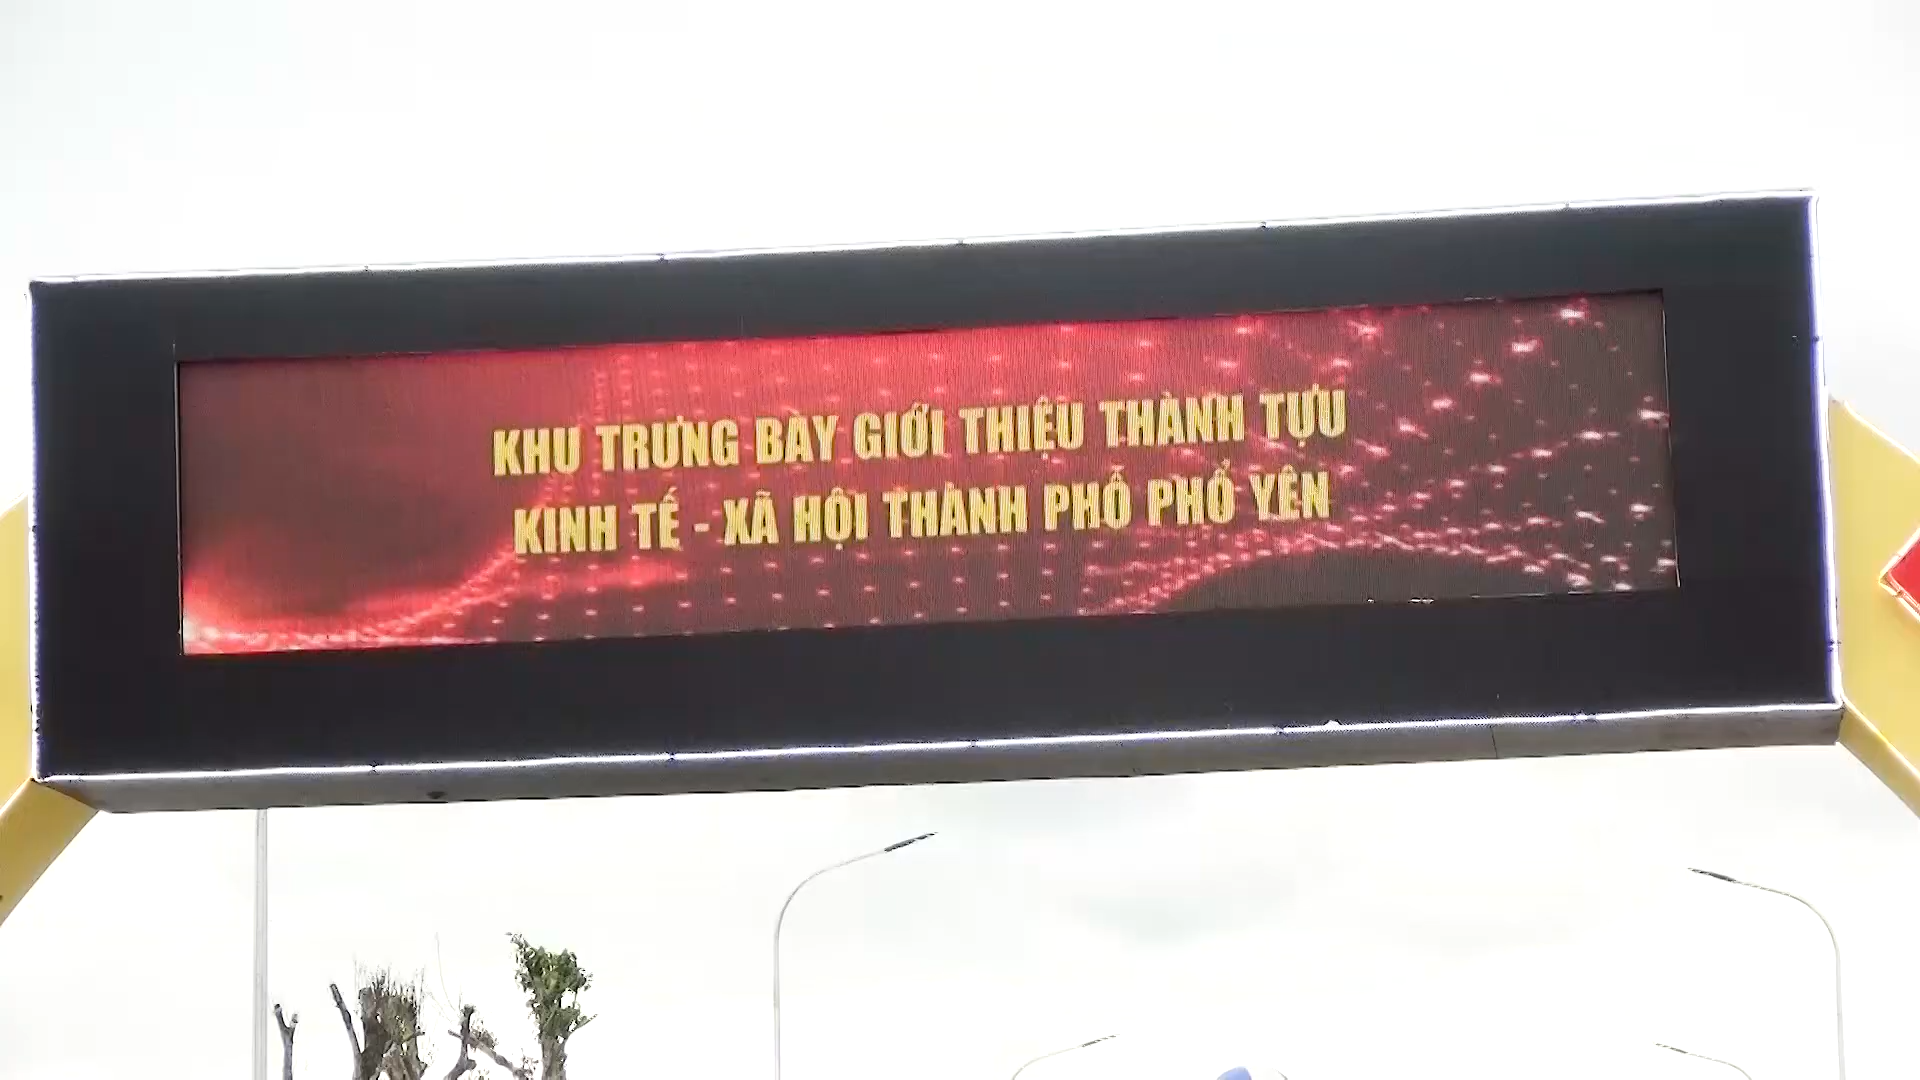 KHU TRƯNG BÀY GIỚI THIỆU THÀNH TỰU
KINH TẾ - XÃ HỘI THÀNH PHỐ PHỔ YÊN